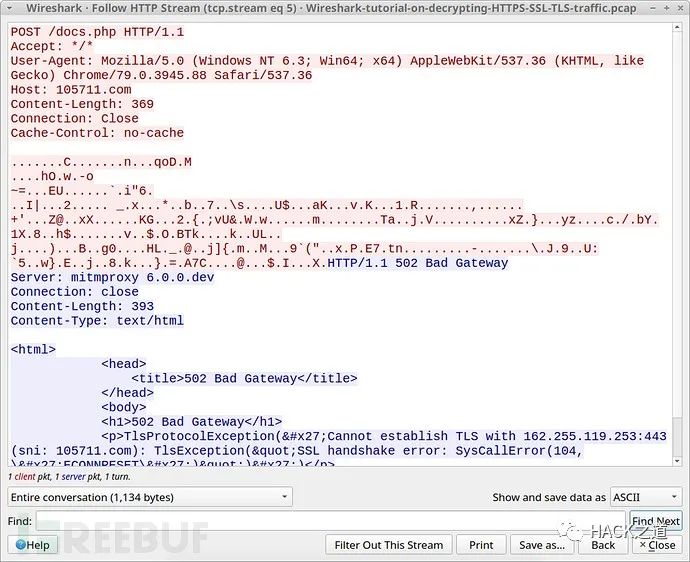 Wireshark · Follow HTTP Stream (tcp.stream eq 5) · Wireshark-tutorial-on-decrypting-HTTPS-SSL-TLS-traffic.pcap
POST /docs.php HTTP/1.1
Accept: */*
User-Agent: Mozilla/5.0 (Windows NT 6.3; Win64; x64) AppleWebKit/537.36 (KHTML, like
Gecko) Chrome/79.0.3945.88 Safari/537.36
Host: 105711.com
Content-Length: 369
Connection: Close
Cache-Control: no-cache
.......C.......n...qoD.M
....hO.w.-o
~=...EU......`.i"6.
..I|...2..... _.x...*..b..7..\s....U$...aK...v.K...1.R.......,......
+'...Z@..xX......KG...2.{.;vU&.W.w......m........Ta..j.V..........xZ.}...yz....c./.bY.
1X.8..h$.......v..$.O.BTk....k..UL..
j....)...B..g0....HL._.@..j]{.m..M...9`("..x.P.E7.tn.........-.......\.J.9..U:
`5..w}.E..j..8.k...}.=.A7C....@...$.I...X.HTTP/1.1 502 Bad Gateway
Server: mitmproxy 6.0.0.dev
Connection: close
Content-Length: 393
Content-Type: text/html
<html>
<head>
<title>502 Bad Gateway</title>
</head>
<body>
<h1>502 Bad Gateway</h1>
<p>TlsProtocolException(&#x27;Cannot establish TLS with 162.255.119.253:443
(sni: 105711.com): TlsException(&quot;SSL handshake error: SysCallError(104,
\&#x27;ECONNRESET\&#x27;)&quot;)&#x27;)</p>
1 client pkt, 1 server pkt, 1 turn.
Entire conversation (1,134 bytes) Show and save data as ASCII
Find: Find Next
Help Filter Out This Stream Print Save as... Back Close
REEBUF
HACK之道